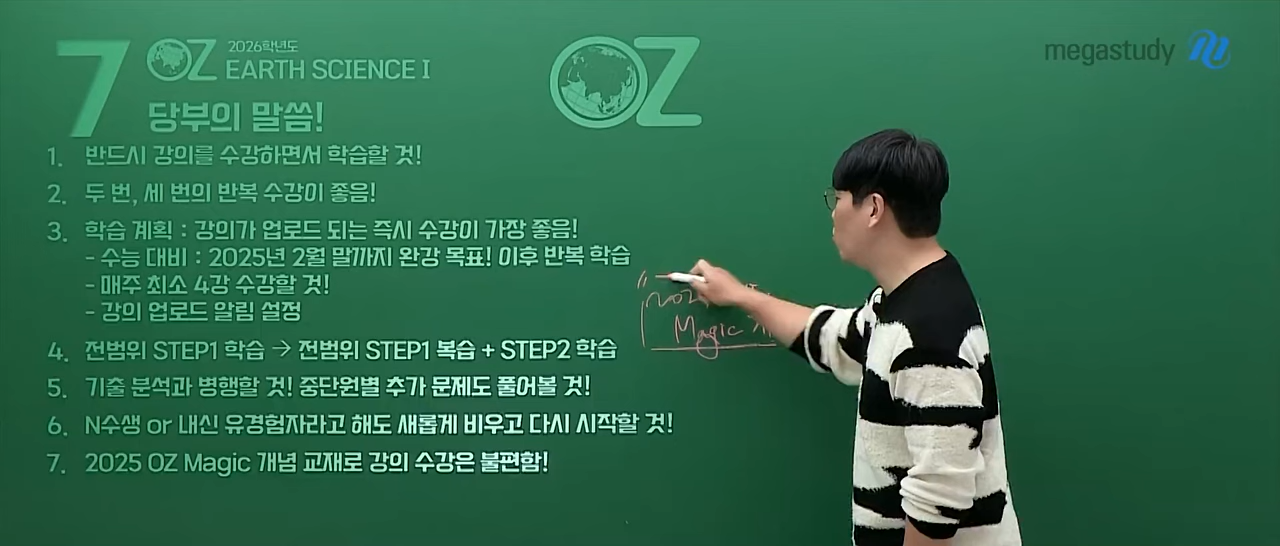 7
OZ 2026학년도
EARTH SCIENCE I
당부의 말씀!
OZ
megastudy
1. 반드시 강의를 수강하면서 학습할 것!
2. 두 번, 세 번의 반복 수강이 좋음!
3. 학습 계획 : 강의가 업로드 되는 즉시 수강이 가장 좋음!
- 수능 대비 : 2025년 2월 말까지 완강 목표! 이후 반복 학습
- 매주 최소 4강 수강할 것!
- 강의 업로드 알림 설정
Magic
4. 전범위 STEP1 학습 → 전범위 STEP1 복습 + STEP2 학습
5. 기출 분석과 병행할 것! 중단원별 추가 문제도 풀어볼 것!
6. N수생 or 내신 유경험자라고 해도 새롭게 비우고 다시 시작할 것!
7. 2025 OZ Magic 개념 교재로 강의 수강은 불편함!